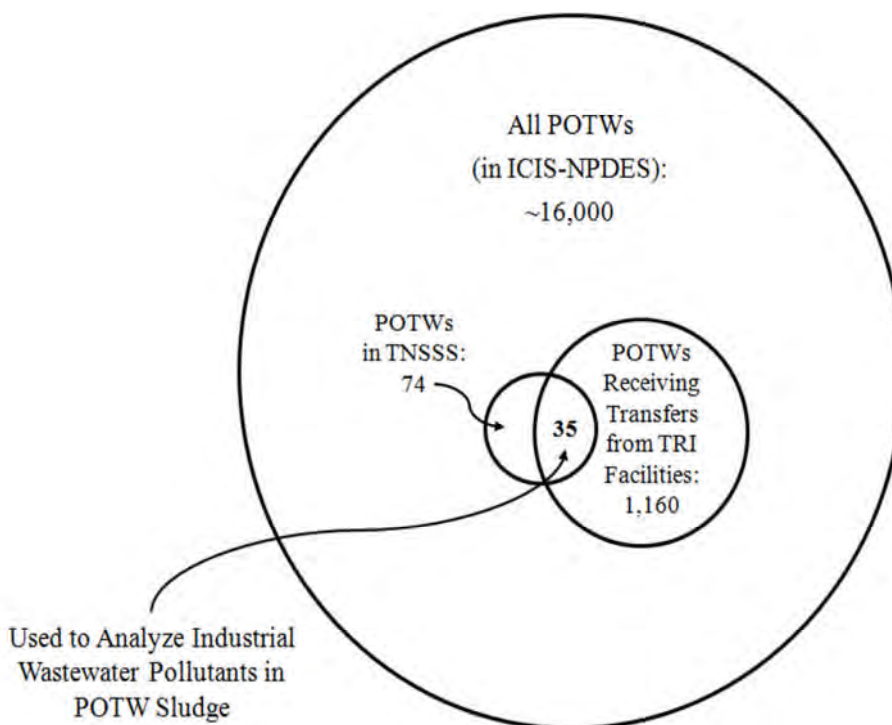 All POTWs
(in ICIS-NPDES):
~16,000
POTWs
in TNSSS:
74
35
POTWs
Receiving
Transfers
from TRI
Facilities:
1,160
Used to Analyze Industrial
Wastewater Pollutants in
POTW Sludge